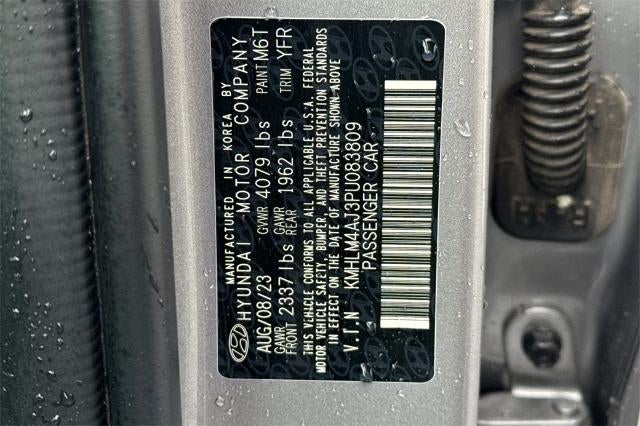 MANUFACTURED IN KOREA BY
HYUNDAI MOTOR COMPANY
AUG/08/23 GVWR 4079 lbs PAINT M6T
GAWR FRONT 2337 lbs GAWR REAR 1962 lbs TRIM YFR
THIS VEHICLE CONFORMS TO ALL APPLICABLE U.S.A. FEDERAL
MOTOR VEHICLE SAFETY, BUMPER, AND THEFT PREVENTION STANDARDS
IN EFFECT ON THE DATE OF MANUFACTURE SHOWN ABOVE
V.I.N KMHLM4AJ3PU083809
PASSENGER CAR